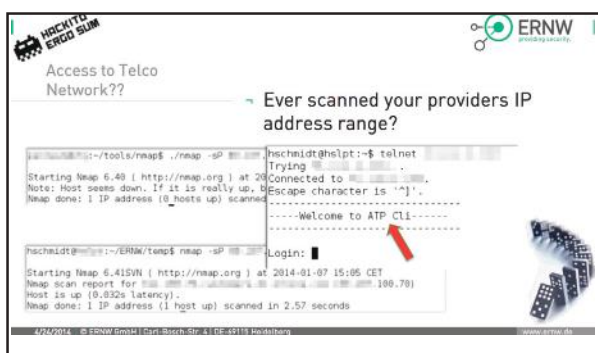 HACKITO
ERGO SUM
ERNW
providing security.
Access to Telco
Network??
¬ Ever scanned your providers IP
address range?
:~/tools/nmap$ ./nmap -sP
Starting Nmap 6.40 ( http://nmap.org ) at 20
Note: Host seems down. If it is really up, b
Nmap done: 1 IP address (0 hosts up) scanned
hschmidt@hslpt:~$ telnet
Trying
Connected to
Escape character is '^]'.
-----Welcome to ATP Cli------
Login:
hschmidt@ :~/ERNW/temp$ nmap -sP
Starting Nmap 6.41SVN ( http://nmap.org ) at 2014-01-07 15:05 CET
Nmap scan report for .100.70)
Host is up (0.032s latency).
Nmap done: 1 IP address (1 host up) scanned in 2.57 seconds
4/24/2014 © ERNW GmbH | Carl-Bosch-Str. 4 | DE-69115 Heidelberg
www.ernw.de